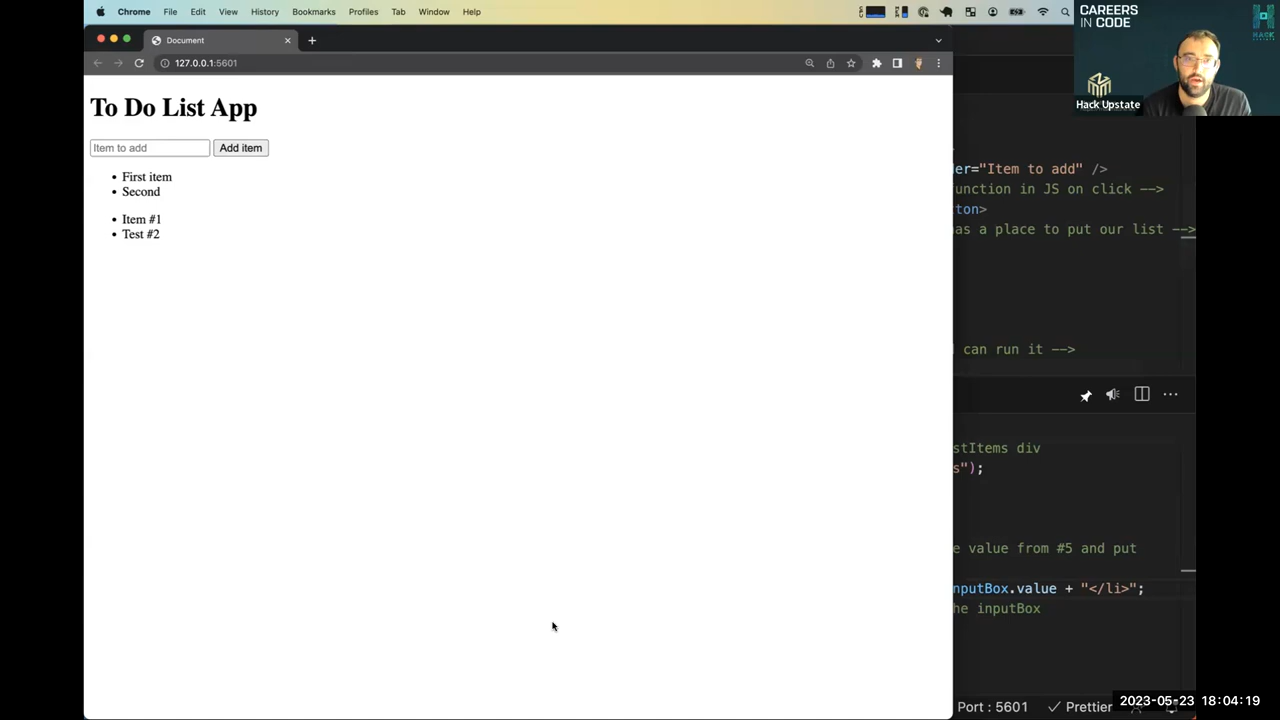 Chrome File Edit View History Bookmarks Profiles Tab Window Help
CAREERS
IN CODE
HACK
Hack Upstate
Document
127.0.0.1:5601
To Do List App
Item to add Add item
First item
Second
Item #1
Test #2
er="Item to add" />
unction in JS on click -->
ton>
as a place to put our list -->
can run it -->
stItems div
s");
e value from #5 and put
nputBox.value + "</li>";
he inputBox
Port : 5601 Prettier
2023-05-23 18:04:19